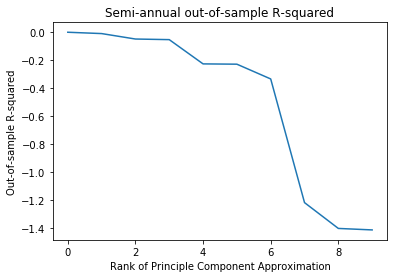 Semi-annual out-of-sample R-squared
0.0
−0.2
−0.4
−0.6
−0.8
−1.0
−1.2
−1.4
Out-of-sample R-squared
0 2 4 6 8
Rank of Principle Component Approximation